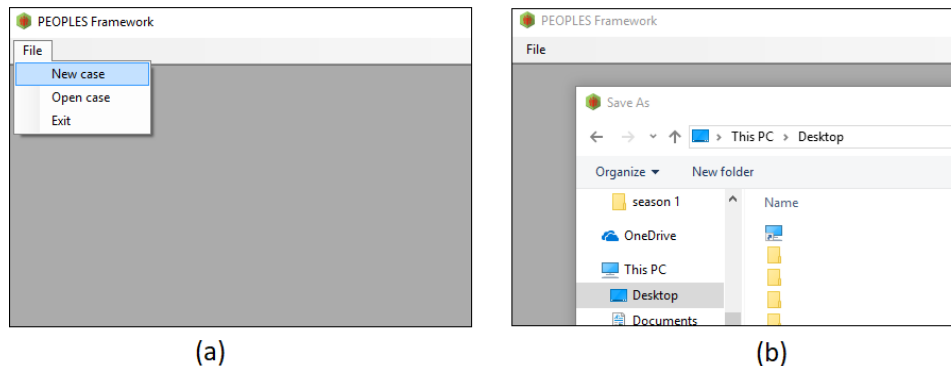 PEOPLES Framework
File
New case
Open case
Exit
(a)
PEOPLES Framework
File
Save As
This PC > Desktop
Organize New folder
season 1
Name
OneDrive
This PC
Desktop
Documents
(b)